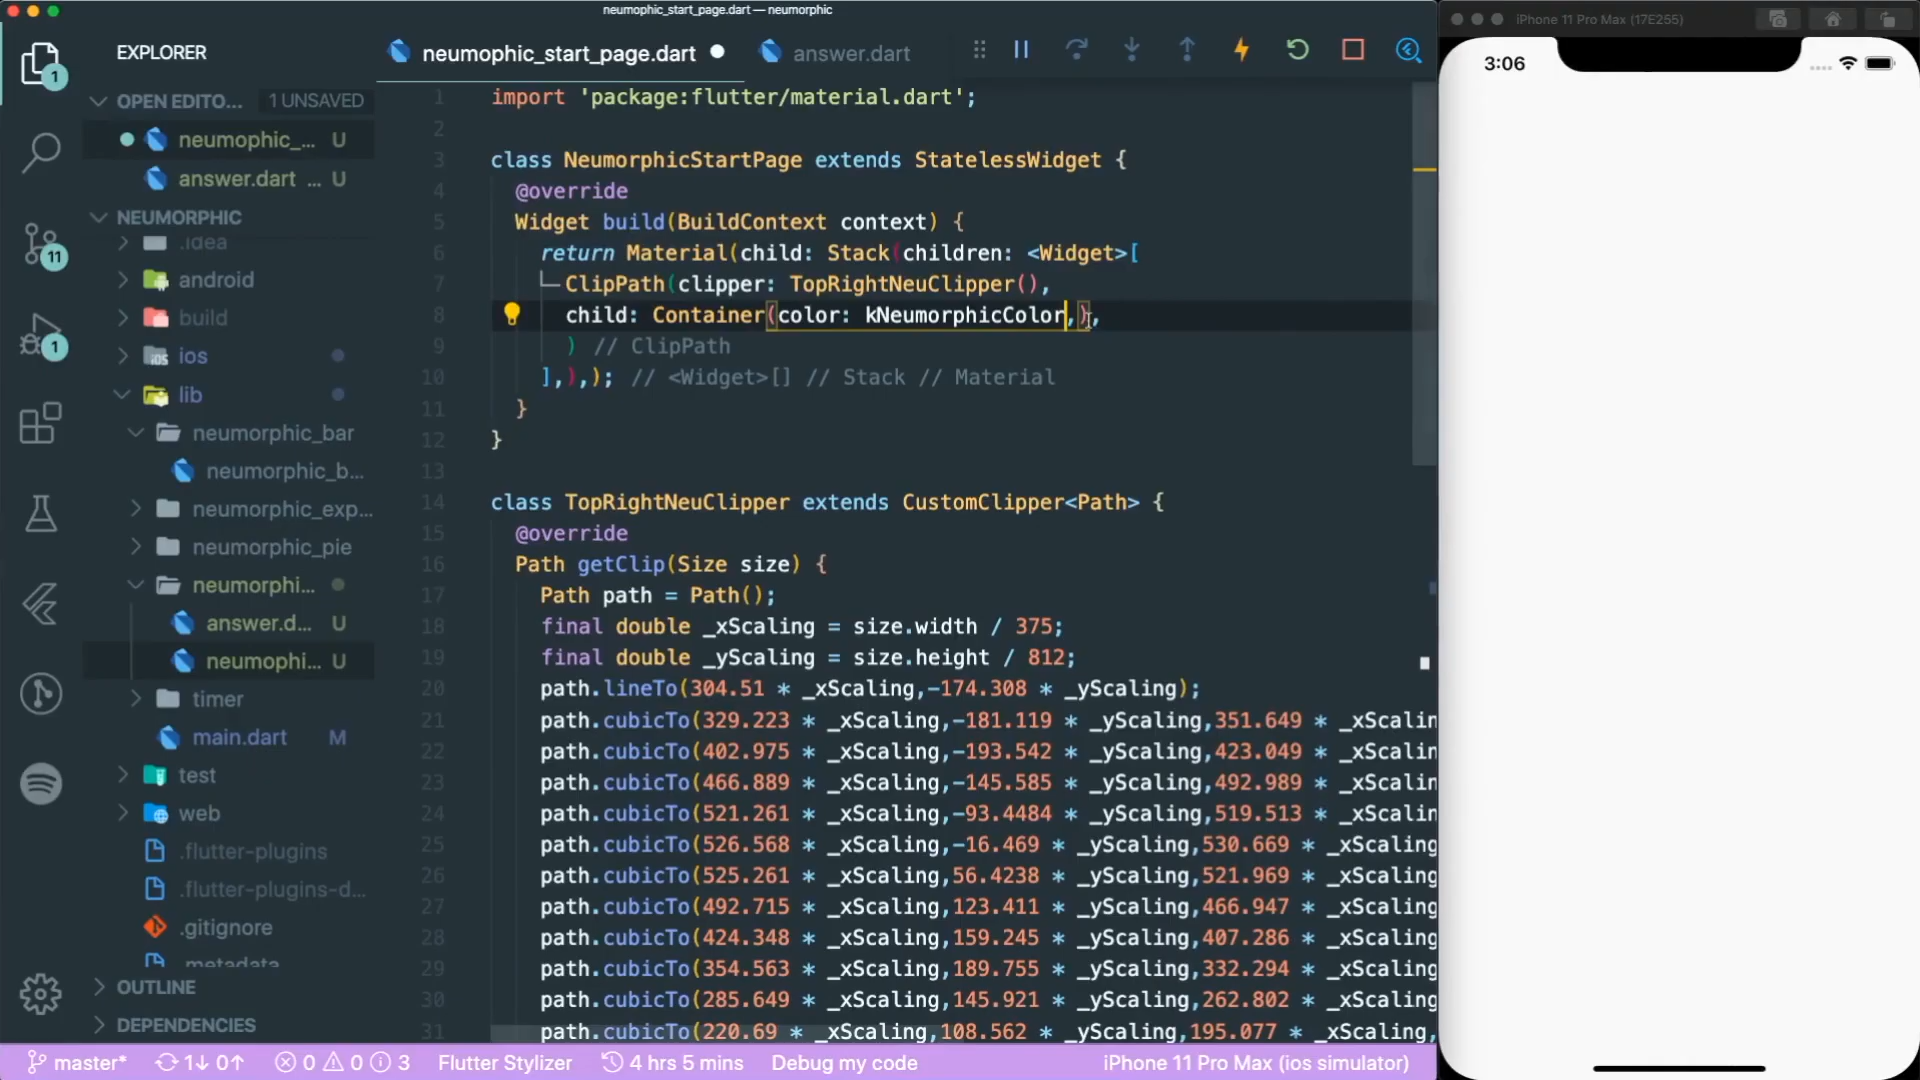 neumophic_start_page.dart — neumorphic
iPhone 11 Pro Max (17E255)
EXPLORER
neumophic_start_page.dart
answer.dart
3:06
OPEN EDITO... 1 UNSAVED
neumophic_... U
answer.dart ... U
NEUMORPHIC
.idea
android
build
ios
lib
neumorphic_bar
neumorphic_b...
neumorphic_exp...
neumorphic_pie
neumorphi...
answer.d... U
neumophi... U
timer
main.dart M
test
web
.flutter-plugins
.flutter-plugins-d...
.gitignore
.metadata
OUTLINE
DEPENDENCIES
1
11
1
1 import 'package:flutter/material.dart';
2
3 class NeumorphicStartPage extends StatelessWidget {
4 @override
5 Widget build(BuildContext context) {
6 return Material(child: Stack(children: <Widget>[
7 ClipPath(clipper: TopRightNeuClipper(),
8 child: Container(color: kNeumorphicColor,),
9 ) // ClipPath
10 ],),); // <Widget>[] // Stack // Material
11 }
12 }
13
14 class TopRightNeuClipper extends CustomClipper<Path> {
15 @override
16 Path getClip(Size size) {
17 Path path = Path();
18 final double _xScaling = size.width / 375;
19 final double _yScaling = size.height / 812;
20 path.lineTo(304.51 * _xScaling,-174.308 * _yScaling);
21 path.cubicTo(329.223 * _xScaling,-181.119 * _yScaling,351.649 * _xScalin
22 path.cubicTo(402.975 * _xScaling,-193.542 * _yScaling,423.049 * _xScaling
23 path.cubicTo(466.889 * _xScaling,-145.585 * _yScaling,492.989 * _xScaling
24 path.cubicTo(521.261 * _xScaling,-93.4484 * _yScaling,519.513 * _xScaling
25 path.cubicTo(526.568 * _xScaling,-16.469 * _yScaling,530.669 * _xScaling
26 path.cubicTo(525.261 * _xScaling,56.4238 * _yScaling,521.969 * _xScaling
27 path.cubicTo(492.715 * _xScaling,123.411 * _yScaling,466.947 * _xScaling
28 path.cubicTo(424.348 * _xScaling,159.245 * _yScaling,407.286 * _xScaling
29 path.cubicTo(354.563 * _xScaling,189.755 * _yScaling,332.294 * _xScaling
30 path.cubicTo(285.649 * _xScaling,145.921 * _yScaling,262.802 * _xScaling
31 path.cubicTo(220.69 * _xScaling,108.562 * _yScaling,195.077 * _xScaling,
master* 1↓ 0↑ 0 0 3 Flutter Stylizer 4 hrs 5 mins Debug my code iPhone 11 Pro Max (ios simulator)